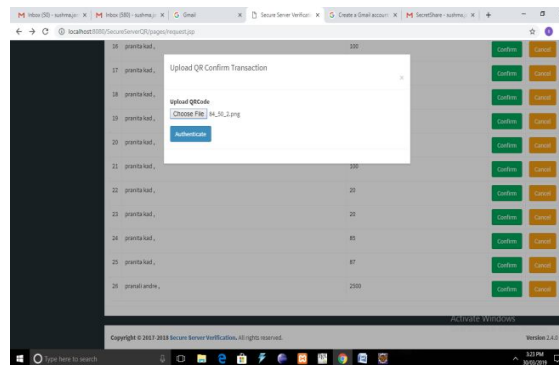 Inbox (50) - sushma.jx
Inbox (580) - sushma.j
Gmail
Secure Server Verificati
Create a Gmail account
SecretShare - sushma.j
localhost:8080/SecureServerQR/pages/request.jsp
16 pranita kad , 100 Confirm Cancel
17 pranita kad , Confirm Cancel
18 pranita kad , Confirm Cancel
19 pranita kad , Confirm Cancel
20 pranita kad , Confirm Cancel
Upload QR Confirm Transaction
×
Upload QRCode
Choose File 84_50_2.png
Authenticate
21 pranita kad , 100 Confirm Cancel
22 pranita kad , 20 Confirm Cancel
23 pranita kad , 20 Confirm Cancel
24 pranita kad , 85 Confirm Cancel
25 pranita kad , 87 Confirm Cancel
26 pranali andre , 2500 Confirm Cancel
Activate Windows
Copyright © 2017-2018 Secure Server Verification. All rights reserved. Version 2.4.0
Type here to search
3:23 PM
30/05/2019